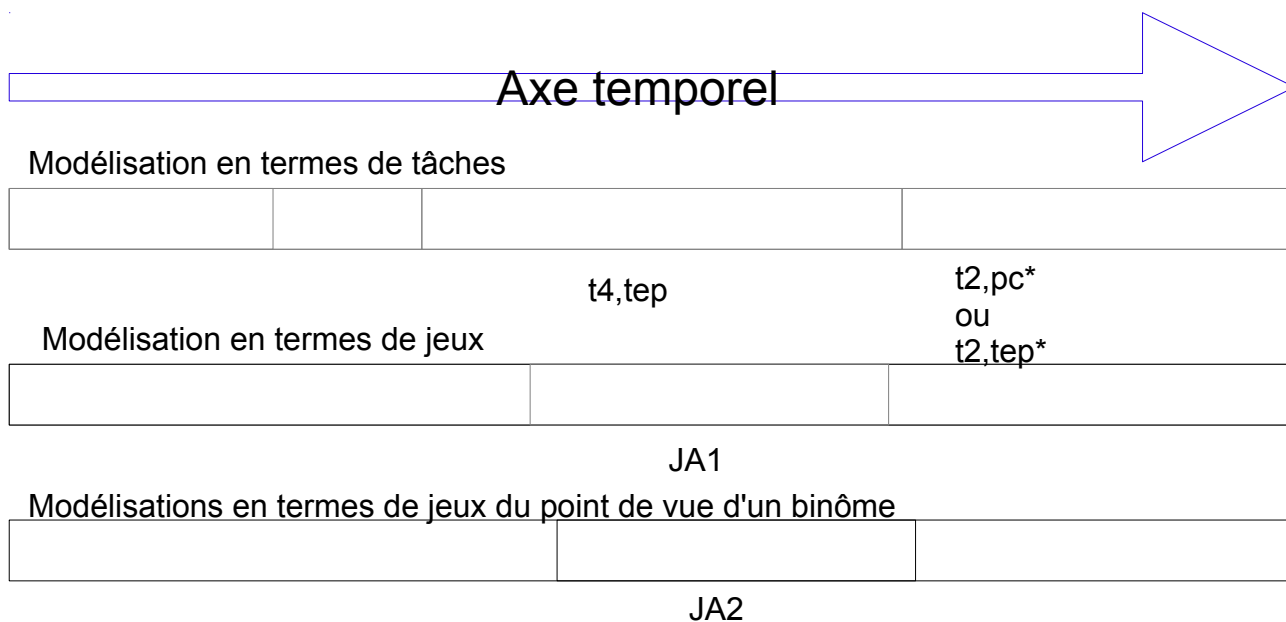 Axe temporel
Modélisation en termes de tâches
t4,tep
t2,pc*
ou
t2,tep*
Modélisation en termes de jeux
JA1
Modélisations en termes de jeux du point de vue d'un binôme
JA2